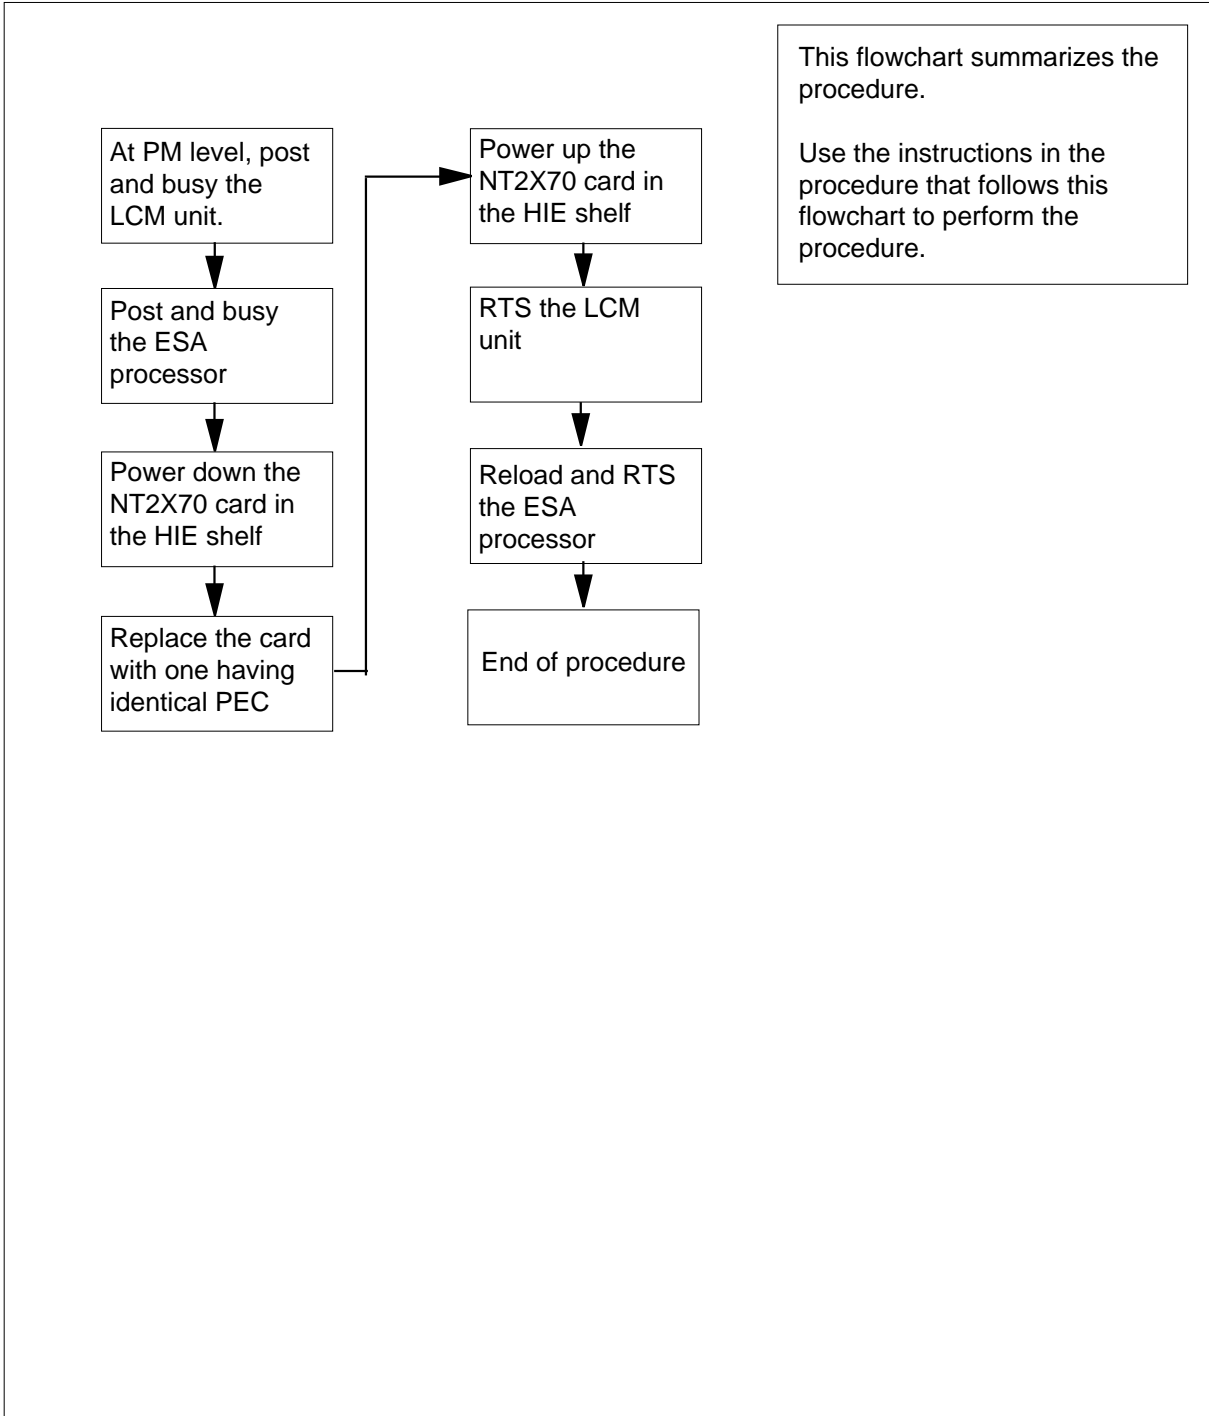 At PM level, post
and busy the
LCM unit.
Post and busy
the ESA
processor
Power down the
NT2X70 card in
the HIE shelf
Replace the card
with one having
identical PEC
Power up the
NT2X70 card in
the HIE shelf
RTS the LCM
unit
Reload and RTS
the ESA
processor
End of procedure
This flowchart summarizes the
procedure.
Use the instructions in the
procedure that follows this
flowchart to perform the
procedure.